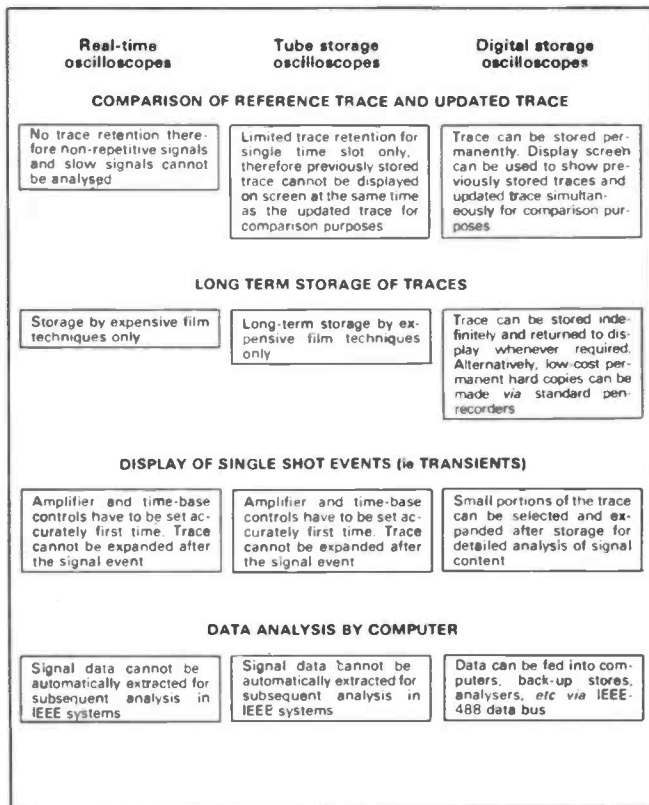 Real-time oscilloscopes
Tube storage oscilloscopes
Digital storage oscilloscopes
COMPARISON OF REFERENCE TRACE AND UPDATED TRACE
No trace retention there-
fore non-repetitive signals
and slow signals cannot
be analysed
Limited trace retention for
single time slot only,
therefore previously stored
trace cannot be displayed
on screen at the same time
as the updated trace for
comparison purposes
Trace can be stored per-
manently. Display screen
can be used to show pre-
viously stored traces and
updated trace simultan-
eously for comparison pur-
poses
LONG TERM STORAGE OF TRACES
Storage by expensive film
techniques only
Long-term storage by ex-
pensive film techniques
only
Trace can be stored inde-
finitely and returned to dis-
play whenever required.
Alternatively, low-cost per-
manent hard copies can be
made via standard pen-
recorders
DISPLAY OF SINGLE SHOT EVENTS (ie TRANSIENTS)
Amplifier and time-base
controls have to be set ac-
curately first time. Trace
cannot be expanded after
the signal event
Amplifier and time-base
controls have to be set ac-
curately first time. Trace
cannot be expanded after
the signal event
Small portions of the trace
can be selected and ex-
panded after storage for
detailed analysis of signal
content
DATA ANALYSIS BY COMPUTER
Signal data cannot be
automatically extracted for
subsequent analysis in
IEEE systems
Signal data cannot be
automatically extracted for
subsequent analysis in
IEEE systems
Data can be fed into com-
puters, back-up stores,
analysers, etc via IEEE-
488 data bus